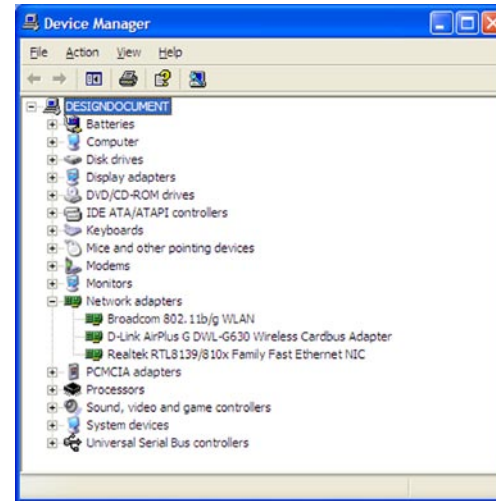 Device Manager
File Action View Help
DESIGNDOCUMENT
Batteries
Computer
Disk drives
Display adapters
DVD/CD-ROM drives
IDE ATA/ATAPI controllers
Keyboards
Mice and other pointing devices
Modems
Monitors
Network adapters
Broadcom 802.11b/g WLAN
D-Link AirPlus G DWL-G630 Wireless Cardbus Adapter
Realtek RTL8139/810x Family Fast Ethernet NIC
PCMCIA adapters
Processors
Sound, video and game controllers
System devices
Universal Serial Bus controllers